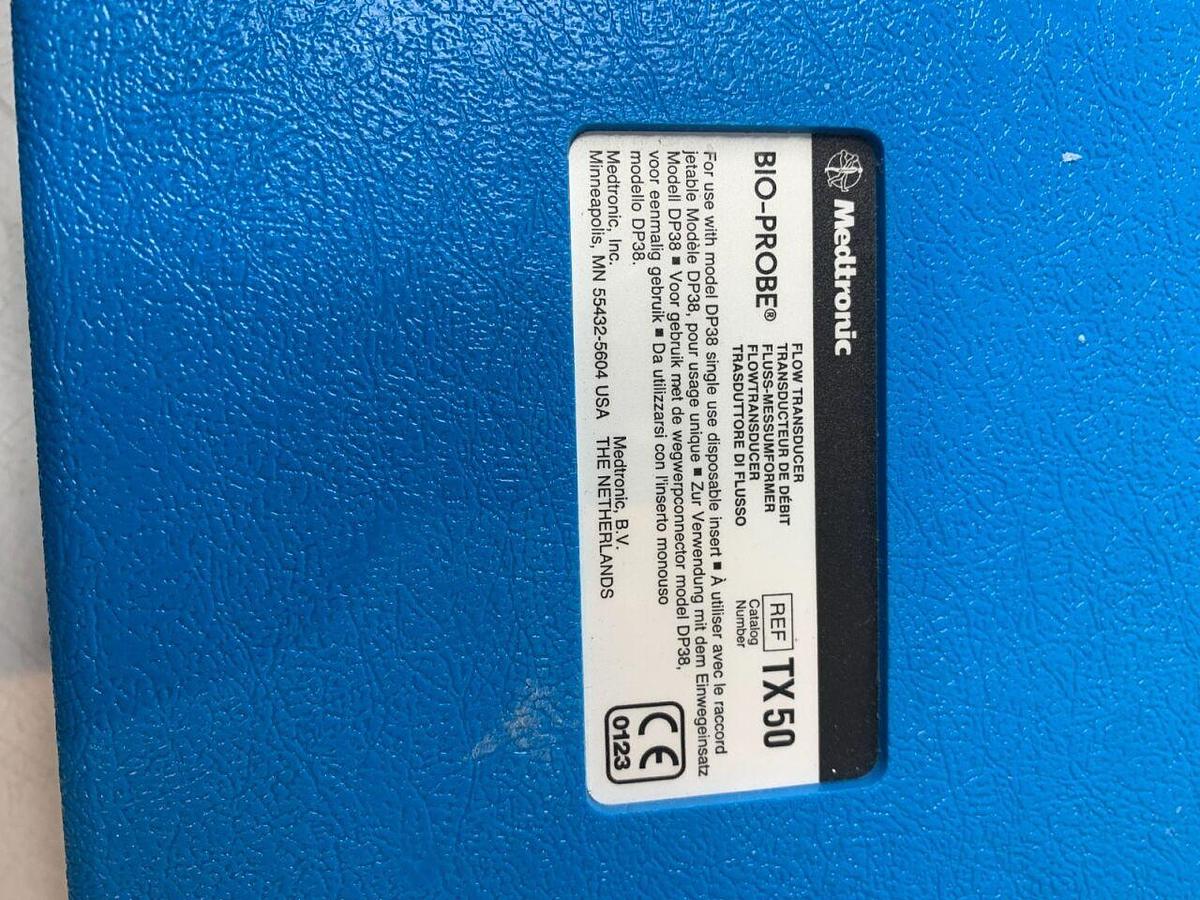 Medtronic
BIO-PROBE®
FLOW TRANSDUCER
TRANSDUCTEUR DE DÉBIT
FLUSS-MESSUMFORMER
FLOWTRANSDUCER
TRASDUTTORE DI FLUSSO
REF TX 50
Catalog
Number
For use with model DP38 single use disposable insert ■ À utiliser avec le raccord
jetable Modèle DP38, pour usage unique ■ Zur Verwendung mit dem Einwegeinsatz
Modell DP38 ■ Voor gebruik met de wegwerpconnector model DP38,
voor eenmalig gebruik ■ Da utilizzarsi con l'inserto monouso
modello DP38.
Medtronic, Inc.
Minneapolis, MN 55432-5604 USA
Medtronic, B.V.
THE NETHERLANDS
CE
0123